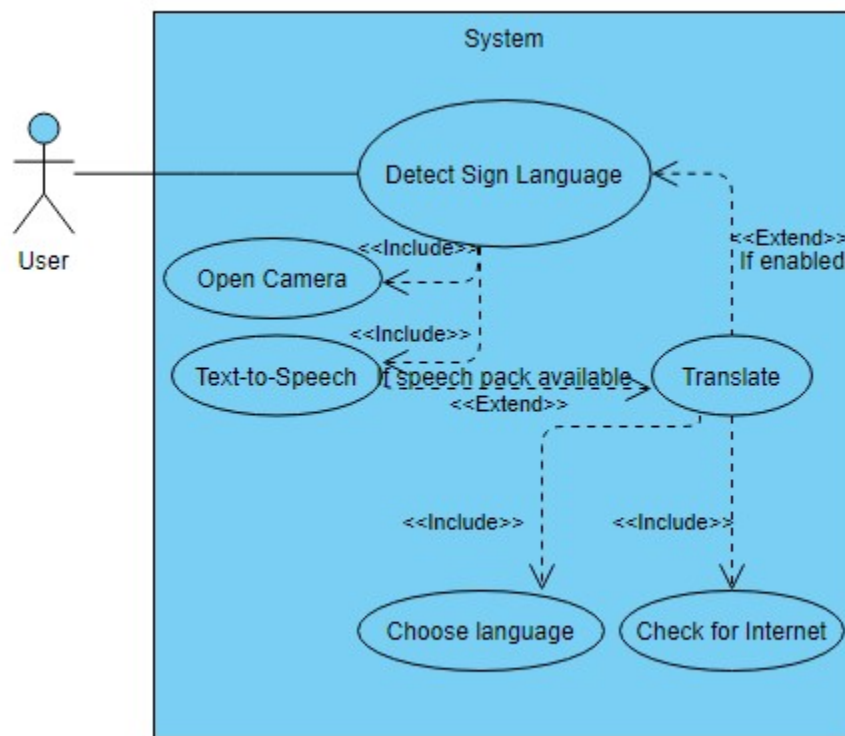 System
Detect Sign Language
User
<<Include>>
Open Camera
<<Extend>>
If enabled
<<Include>>
Text-to-Speech
If speech pack available
Translate
<<Extend>>
<<Include>>
<<Include>>
Choose language
Check for Internet